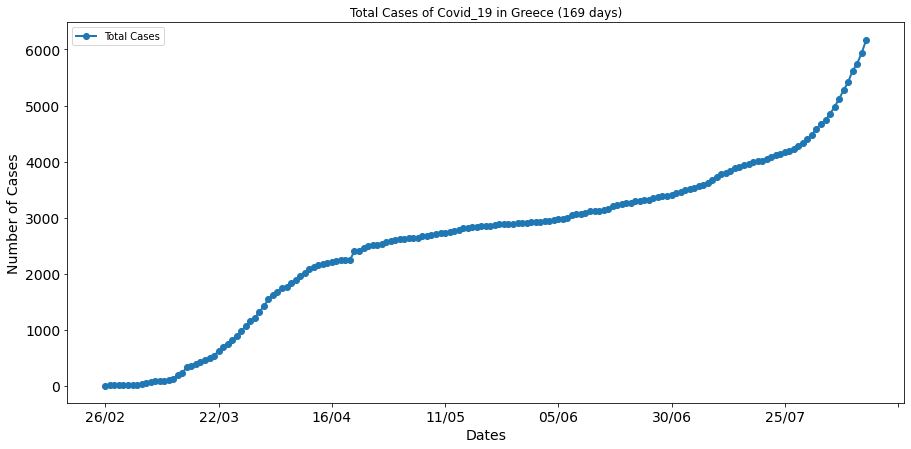 Total Cases of Covid_19 in Greece (169 days)
Total Cases
6000
5000
4000
3000
2000
1000
0
Number of Cases
26/02 22/03 16/04 11/05 05/06 30/06 25/07
Dates